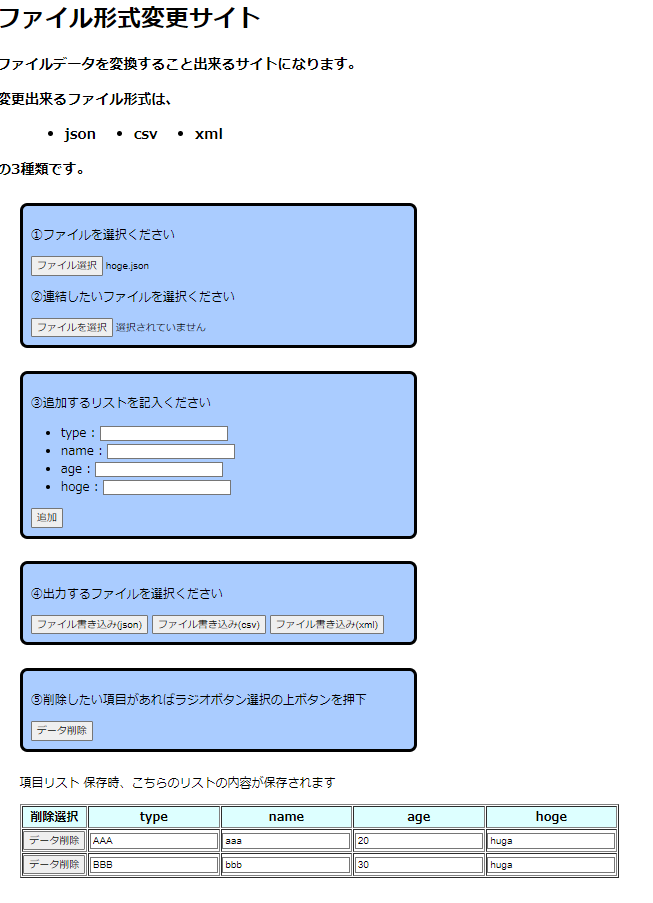 ファイル形式変更サイト
ファイルデータを変換すること出来るサイトになります。
変更出来るファイル形式は、
• json • csv • xml
の3種類です。
①ファイルを選択ください
ファイル選択 hoge.json
②連結したいファイルを選択ください
ファイルを選択 選択されていません
③追加するリストを記入ください
• type :
• name :
• age :
• hoge :
追加
④出力するファイルを選択ください
ファイル書き込み(json) ファイル書き込み(csv) ファイル書き込み(xml)
⑤削除したい項目があればラジオボタン選択の上ボタンを押下
データ削除
項目リスト 保存時、こちらのリストの内容が保存されます
削除選択 type name age hoge
データ削除 AAA aaa 20 huga
データ削除 BBB bbb 30 huga